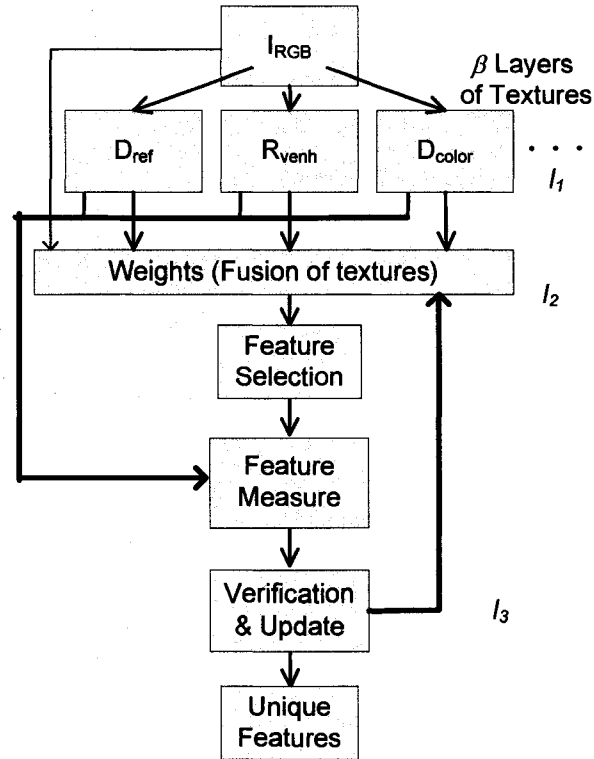 I_RGB
β Layers
of Textures
D_ref
R_venh
D_color
. . .
l_1
Weights (Fusion of textures)
l_2
Feature
Selection
Feature
Measure
Verification
& Update
l_3
Unique
Features